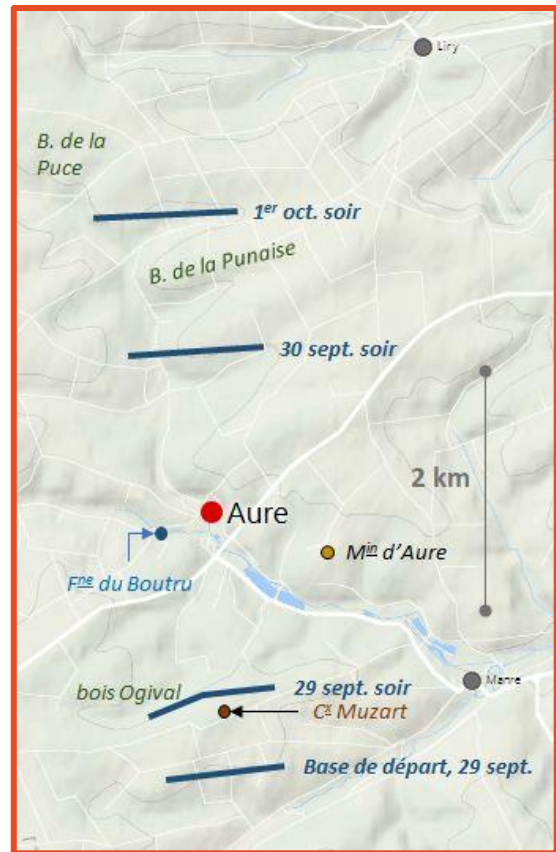 Liry
B. de la
Puce
1er oct. soir
B. de la Punaise
30 sept. soir
2 km
Aure
Min d'Aure
Fne du Boutru
bois Ogival
29 sept. soir
Manre
Cx Muzart
Base de départ, 29 sept.